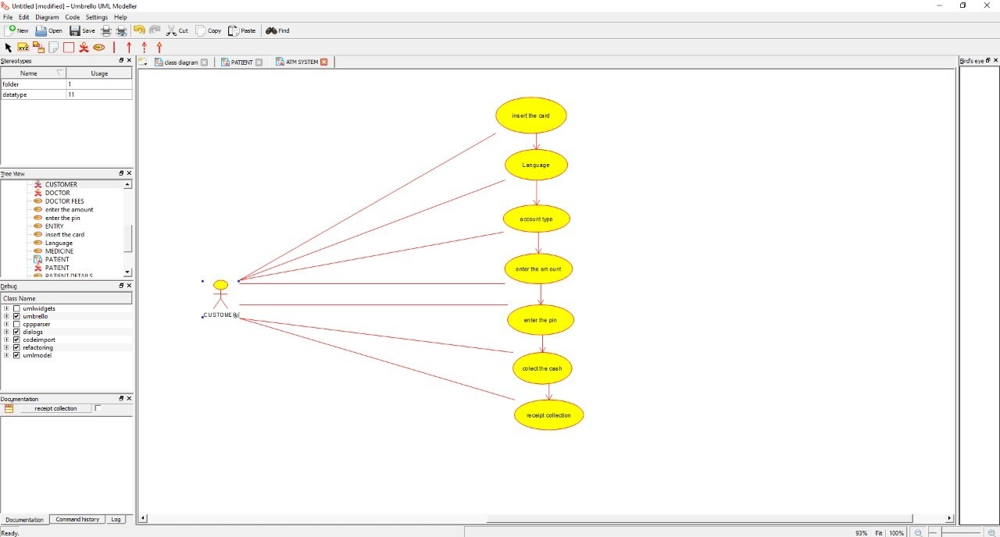 Untitled [modified] – Umbrello UML Modeller
File Edit Diagram Code Settings Help
New Open Save Cut Copy Paste Find
XYZ
ABC
Stereotypes
Name Usage
folder 1
datatype 11
Tree View
CUSTOMER
DOCTOR
DOCTOR FEES
enter the amount
enter the pin
ENTRY
insert the card
Language
MEDICINE
PATIENT
PATIENT
PATIENT DETAILS
Debug
Class Name
umlwidgets
umbrello
cppparser
dialogs
codeimport
refactoring
umlmodel
Documentation
receipt collection
Documentation Command history Log
Ready.
class diagram PATIENT ATM SYSTEM
insert the card
Language
account type
enter the amount
enter the pin
colect the cash
receipt collection
CUSTOMER
Bird's eye
93% Fit 100%